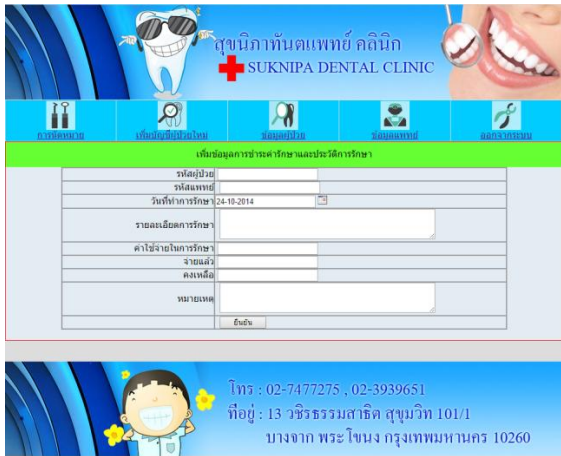 สุขนิภาทันตแพทย์ คลินิก
SUKNIPA DENTAL CLINIC
การนัดหมาย เพิ่มบัญชีผู้ป่วยใหม่ ข้อมูลผู้ป่วย ข้อมูลแพทย์ ออกจากระบบ
เพิ่มข้อมูลการชำระค่ารักษาและประวัติการรักษา
รหัสผู้ป่วย
รหัสแพทย์
วันที่ทำการรักษา 24-10-2014
รายละเอียดการรักษา
ค่าใช้จ่ายในการรักษา
จ่ายแล้ว
คงเหลือ
หมายเหตุ
ยืนยัน
โทร : 02-7477275 , 02-3939651
ที่อยู่ : 13 วชิรธรรมสาธิต สุขุมวิท 101/1
บางจาก พระโขนง กรุงเทพมหานคร 10260